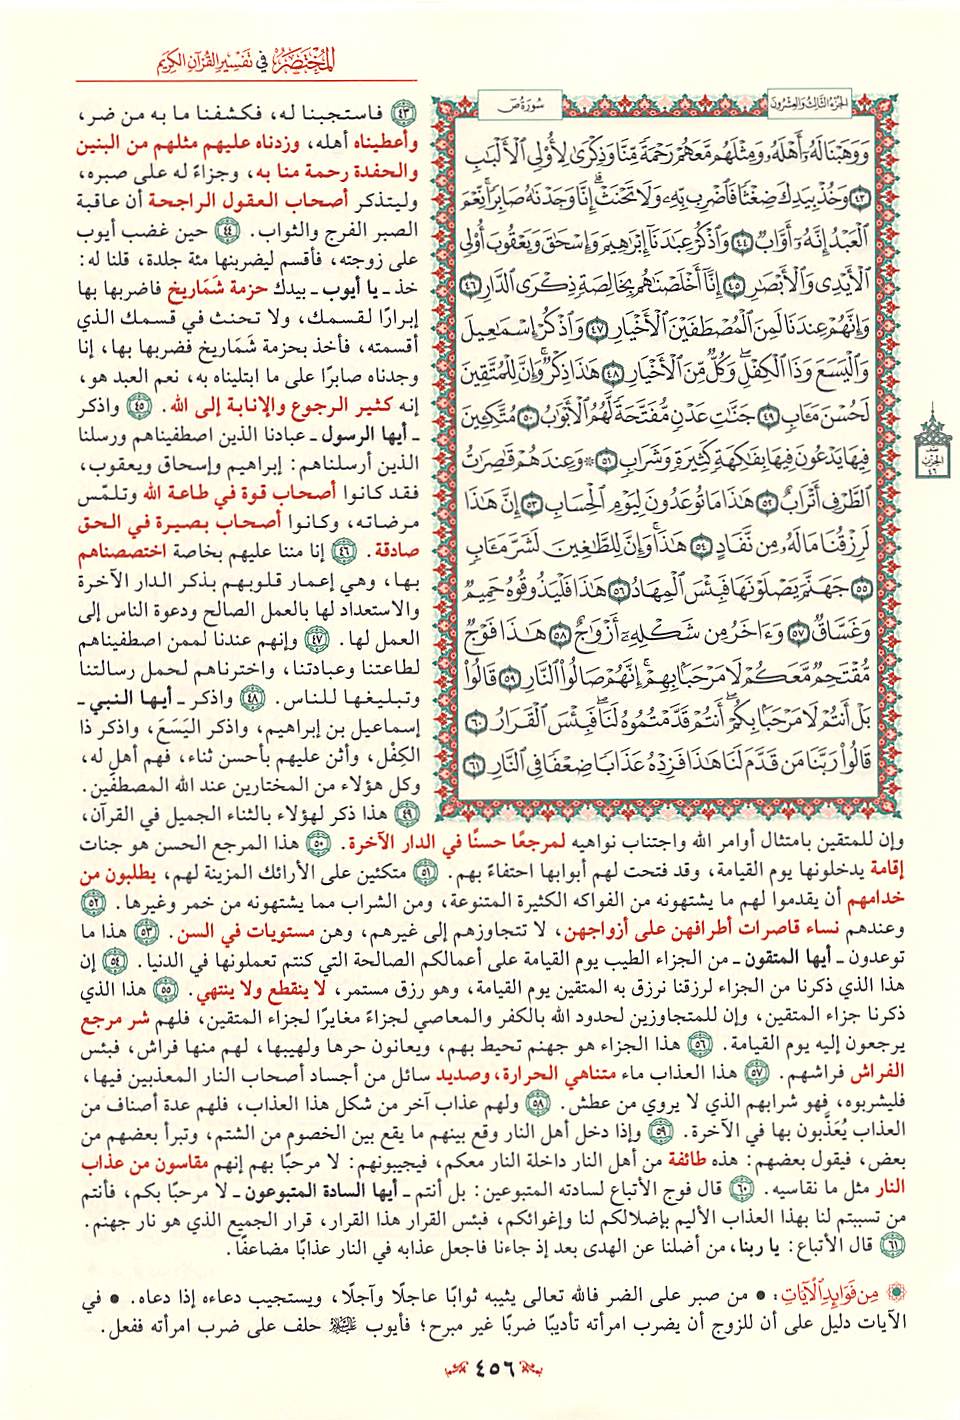 المختصر في تفسير القرآن الكريم
الجزء الثالث والعشرون
سورة ص
وَوَهَبْنَا لَهُۥٓ أَهْلَهُۥ وَمِثْلَهُم مَّعَهُمْ رَحْمَةً مِّنَّا وَذِكْرَىٰ لِأُوْلِي ٱلْأَلْبَٰبِ
٤٣ وَخُذْ بِيَدِكَ ضِغْثًا فَٱضْرِب بِّهِۦ وَلَا تَحْنَثْ ۗ إِنَّا وَجَدْنَٰهُ صَابِرًا ۚ نِّعْمَ
ٱلْعَبْدُ إِنَّهُۥٓ أَوَّابٌ ٤٤ وَٱذْكُرْ عِبَٰدَنَآ إِبْرَٰهِيمَ وَإِسْحَٰقَ وَيَعْقُوبَ أُوْلِي
ٱلْأَيْدِي وَٱلْأَبْصَٰرِ ٤٥ إِنَّآ أَخْلَصْنَٰهُم بِخَالِصَةٍ ذِكْرَى ٱلدَّارِ ٤٦
وَإِنَّهُمْ عِندَنَا لَمِنَ ٱلْمُصْطَفَيْنَ ٱلْأَخْيَارِ ٤٧ وَٱذْكُرْ إِسْمَٰعِيلَ
وَٱلْيَسَعَ وَذَا ٱلْكِفْلِ ۖ وَكُلٌّ مِّنَ ٱلْأَخْيَارِ ٤٨ هَٰذَا ذِكْرٌ ۚ وَإِنَّ لِلْمُتَّقِينَ
لَحُسْنَ مَـَٔابٍ ٤٩ جَنَّٰتِ عَدْنٍ مُّفَتَّحَةً لَّهُمُ ٱلْأَبْوَٰبُ ٥٠ مُتَّكِـِٔينَ
فِيهَا يَدْعُونَ فِيهَا بِفَٰكِهَةٍ كَثِيرَةٍ وَشَرَابٍ ٥١ ۞ وَعِندَهُمْ قَٰصِرَٰتُ
ٱلطَّرْفِ أَتْرَابٌ ٥٢ هَٰذَا مَا تُوعَدُونَ لِيَوْمِ ٱلْحِسَابِ ٥٣ إِنَّ هَٰذَا
لَرِزْقُنَا مَا لَهُۥ مِن نَّفَادٍ ٥٤ هَٰذَا ۚ وَإِنَّ لِلطَّٰغِينَ لَشَرَّ مَـَٔابٍ
٥٥ جَهَنَّمَ يَصْلَوْنَهَا فَبِئْسَ ٱلْمِهَادُ ٥٦ هَٰذَا فَلْيَذُوقُوهُ حَمِيمٌ
وَغَسَّاقٌ ٥٧ وَءَاخَرُ مِن شَكْلِهِۦٓ أَزْوَٰجٌ ٥٨ هَٰذَا فَوْجٌ
مُّقْتَحِمٌ مَّعَكُمْ لَا مَرْحَبًۢا بِهِمْ ۚ إِنَّهُمْ صَالُواْ ٱلنَّارِ ٥٩ قَالُواْ
بَلْ أَنتُمْ لَا مَرْحَبًۢا بِكُمْ ۖ أَنتُمْ قَدَّمْتُمُوهُ لَنَا ۖ فَبِئْسَ ٱلْقَرَارُ ٦٠
قَالُواْ رَبَّنَا مَن قَدَّمَ لَنَا هَٰذَا فَزِدْهُ عَذَابًا ضِعْفًا فِي ٱلنَّارِ ٦١
الحزب
٤٦
٤٣ فاستجبنا له، فكشفنا ما به من ضر،
وأعطيناه أهله، وزدناه عليهم مثلهم من البنين
والحفدة رحمة منا به، وجزاءً له على صبره،
وليتذكر أصحاب العقول الراجحة أن عاقبة
الصبر الفرج والثواب. ٤٤ حين غضب أيوب
على زوجته، فأقسم ليضربنها مئة جلدة، قلنا له:
خذ ـ يا أيوب ـ بيدك حزمة شَمَاريخ فاضربها بها
إبرارًا لقسمك، ولا تحنث في قسمك الذي
أقسمته، فأخذ بحزمة شَمَاريخ فضربها بها، إنا
وجدناه صابرًا على ما ابتليناه به، نعم العبد هو،
إنه كثير الرجوع والإنابة إلى الله. ٤٥ واذكر
ـ أيها الرسول ـ عبادنا الذين اصطفيناهم ورسلنا
الذين أرسلناهم: إبراهيم وإسحاق ويعقوب،
فقد كانوا أصحاب قوة في طاعة الله وتلمّس
مرضاته، وكانوا أصحاب بصيرة في الحق
صادقة. ٤٦ إنا مننا عليهم بخاصة اختصصناهم
بها، وهي إعمار قلوبهم بذكر الدار الآخرة
والاستعداد لها بالعمل الصالح ودعوة الناس إلى
العمل لها. ٤٧ وإنهم عندنا لممن اصطفيناهم
لطاعتنا وعبادتنا، واخترناهم لحمل رسالتنا
وتبليغها للناس. ٤٨ واذكر ـ أيها النبي ـ
إسماعيل بن إبراهيم، واذكر اليَسَعَ، واذكر ذا
الكِفْل، وأثن عليهم بأحسن ثناء، فهم أهل له،
وكل هؤلاء من المختارين عند الله المصطفَين.
٤٩ هذا ذكر لهؤلاء بالثناء الجميل في القرآن،
وإن للمتقين بامتثال أوامر الله واجتناب نواهيه لمرجعًا حسنًا في الدار الآخرة. ٥٠ هذا المرجع الحسن هو جنات
إقامة يدخلونها يوم القيامة، وقد فتحت لهم أبوابها احتفاءً بهم. ٥١ متكئين على الأرائك المزينة لهم، يطلبون من
خدامهم أن يقدموا لهم ما يشتهونه من الفواكه الكثيرة المتنوعة، ومن الشراب مما يشتهونه من خمر وغيرها. ٥٢
وعندهم نساء قاصرات أطرافهن على أزواجهن، لا تتجاوزهم إلى غيرهم، وهن مستويات في السن. ٥٣ هذا ما
توعدون ـ أيها المتقون ـ من الجزاء الطيب يوم القيامة على أعمالكم الصالحة التي كنتم تعملونها في الدنيا. ٥٤ إن
هذا الذي ذكرنا من الجزاء لرزقنا نرزق به المتقين يوم القيامة، وهو رزق مستمر، لا ينقطع ولا ينتهي. ٥٥ هذا الذي
ذكرنا جزاء المتقين، وإن للمتجاوزين لحدود الله بالكفر والمعاصي لجزاءً مغايرًا لجزاء المتقين، فلهم شر مرجع
يرجعون إليه يوم القيامة. ٥٦ هذا الجزاء هو جهنم تحيط بهم، ويعانون حرها ولهيبها، لهم منها فراش، فبئس
الفراش فراشهم. ٥٧ هذا العذاب ماء متناهي الحرارة، وصديد سائل من أجساد أصحاب النار المعذبين فيها،
فليشربوه، فهو شرابهم الذي لا يروي من عطش. ٥٨ ولهم عذاب آخر من شكل هذا العذاب، فلهم عدة أصناف من
العذاب يُعَذَّبون بها في الآخرة. ٥٩ وإذا دخل أهل النار وقع بينهم ما يقع بين الخصوم من الشتم، وتبرأ بعضهم من
بعض، فيقول بعضهم: هذه طائفة من أهل النار داخلة النار معكم، فيجيبونهم: لا مرحبًا بهم إنهم مقاسون من عذاب
النار مثل ما نقاسيه. ٦٠ قال فوج الأتباع لسادته المتبوعين: بل أنتم ـ أيها السادة المتبوعون ـ لا مرحبًا بكم، فأنتم
من تسببتم لنا بهذا العذاب الأليم بإضلالكم لنا وإغوائكم، فبئس القرار هذا القرار، قرار الجميع الذي هو نار جهنم.
٦١ قال الأتباع: يا ربنا، من أضلنا عن الهدى بعد إذ جاءنا فاجعل عذابه في النار عذابًا مضاعفًا.
من فوائد الآيات: • من صبر على الضر فالله تعالى يثيبه ثوابًا عاجلًا وآجلًا، ويستجيب دعاءه إذا دعاه. • في
الآيات دليل على أن للزوج أن يضرب امرأته تأديبًا ضربًا غير مبرح؛ فأيوب ﷺ حلف على ضرب امرأته ففعل.
٤٥٦